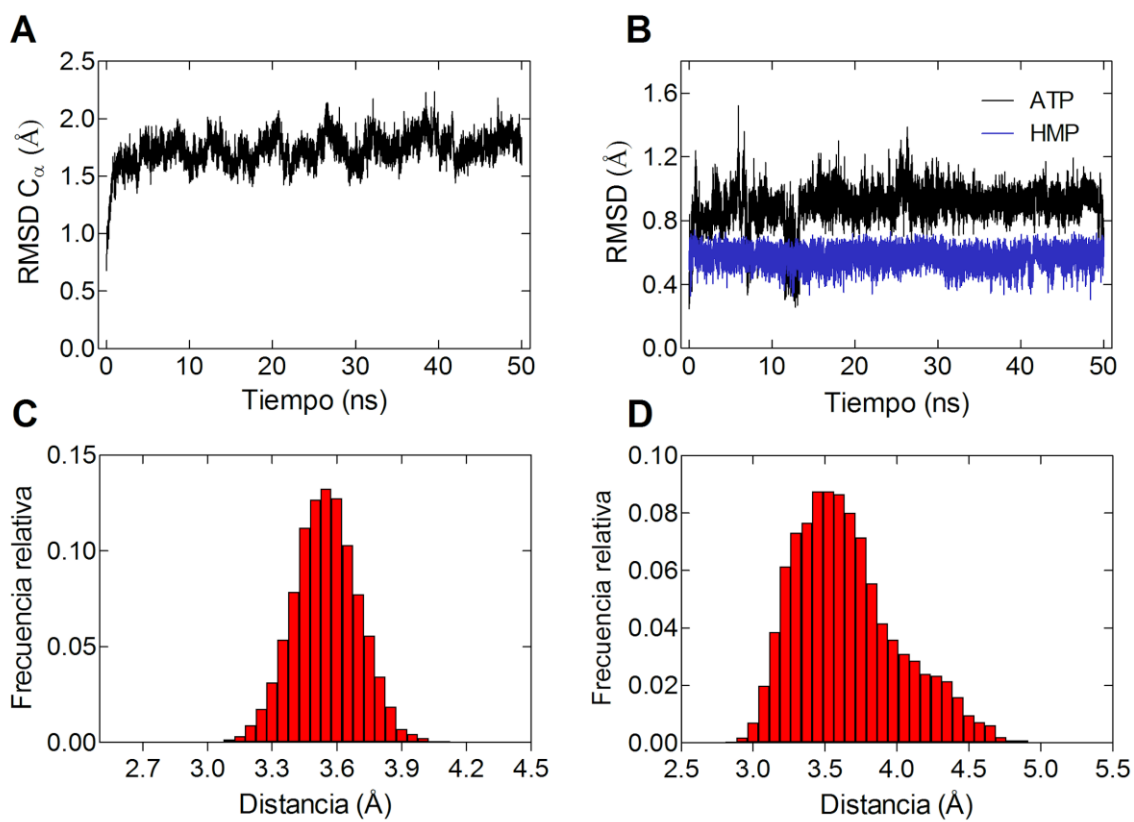 A
RMSD Cα (Å)
2.5
2.0
1.5
1.0
0.5
0.0
0 10 20 30 40 50
Tiempo (ns)
B
RMSD (Å)
1.6
1.2
0.8
0.4
0.0
ATP
HMP
0 10 20 30 40 50
Tiempo (ns)
C
Frecuencia relativa
0.15
0.10
0.05
0.00
2.7 3.0 3.3 3.6 3.9 4.2 4.5
Distancia (Å)
D
Frecuencia relativa
0.10
0.08
0.06
0.04
0.02
0.00
2.5 3.0 3.5 4.0 4.5 5.0 5.5
Distancia (Å)